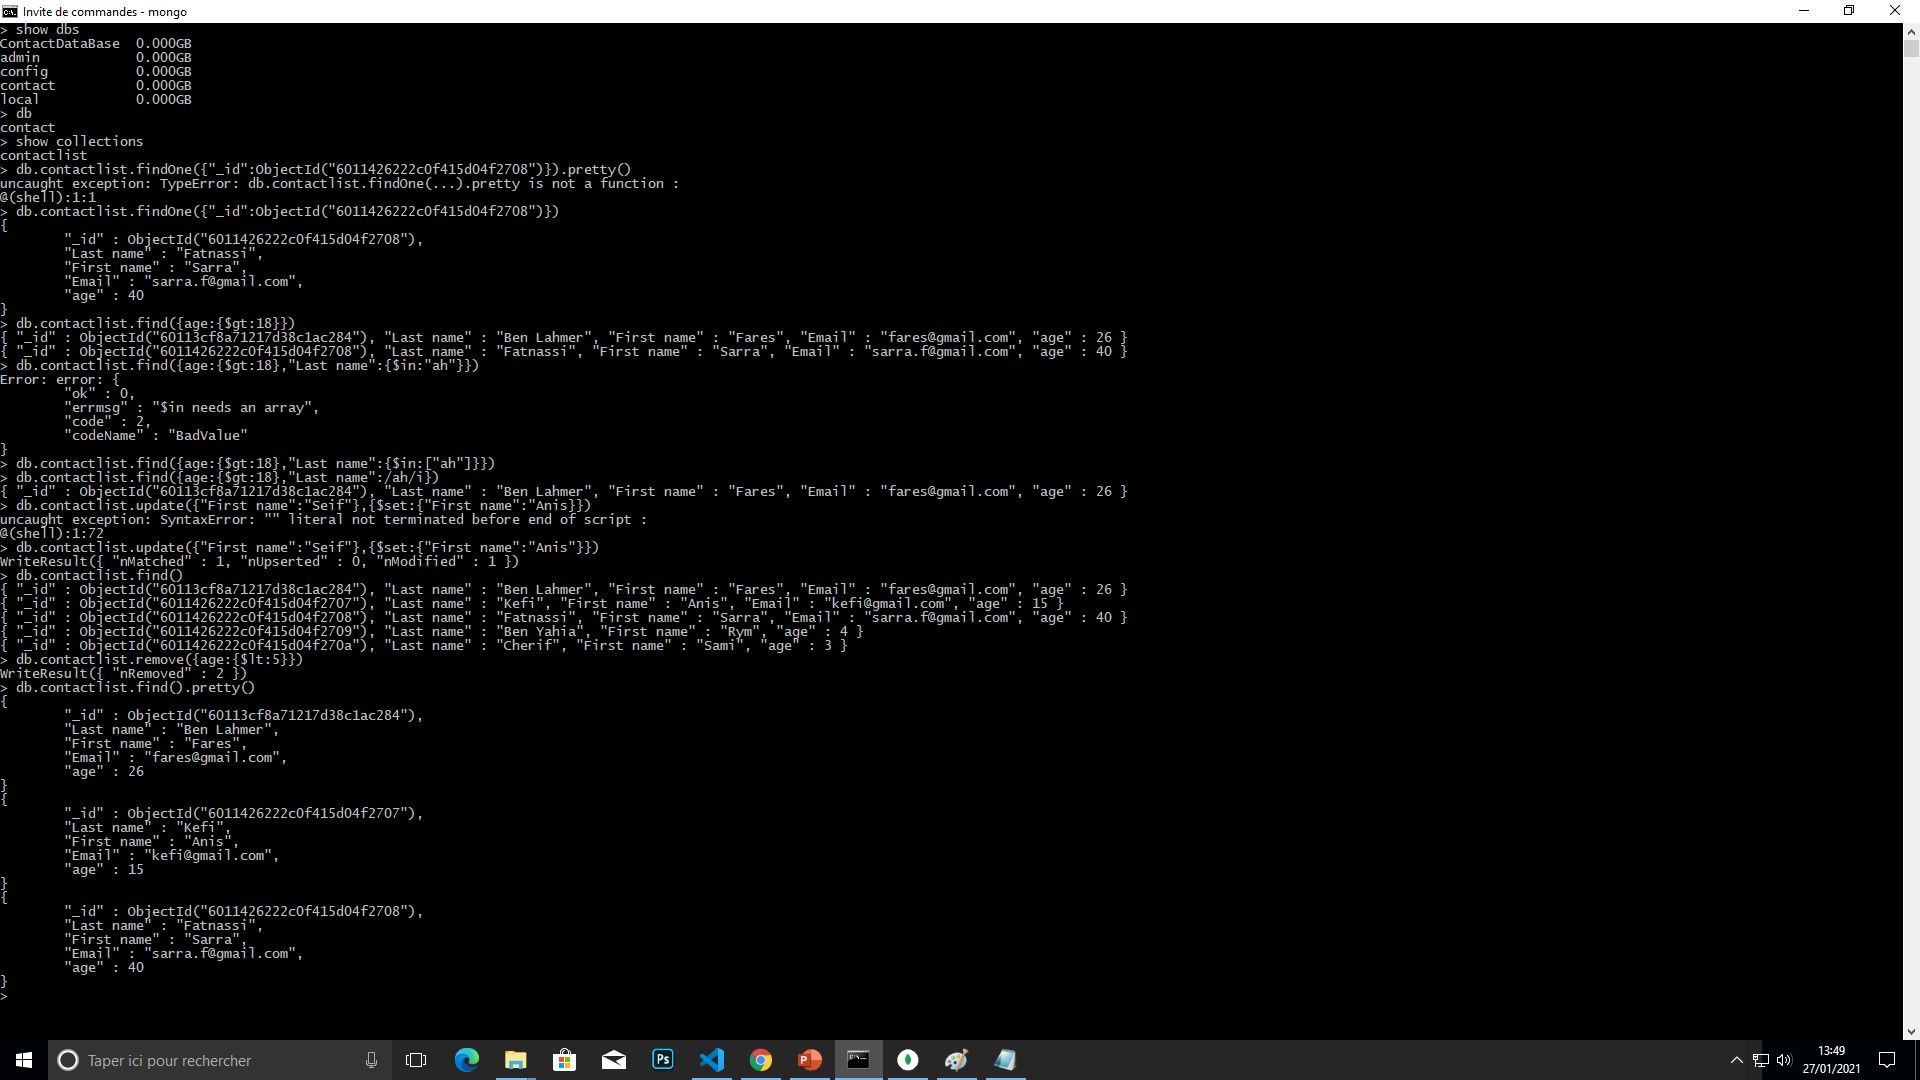 Invite de commandes - mongo
> show dbs
ContactDataBase  0.000GB
admin            0.000GB
config           0.000GB
contact          0.000GB
local            0.000GB
> db
contact
> show collections
contactlist
> db.contactlist.findOne({"_id":ObjectId("6011426222c0f415d04f2708")}).pretty()
uncaught exception: TypeError: db.contactlist.findOne(...).pretty is not a function :
@(shell):1:1
> db.contactlist.findOne({"_id":ObjectId("6011426222c0f415d04f2708")})
{
        "_id" : ObjectId("6011426222c0f415d04f2708"),
        "Last name" : "Fatnassi",
        "First name" : "Sarra",
        "Email" : "sarra.f@gmail.com",
        "age" : 40
}
> db.contactlist.find({age:{$gt:18}})
{ "_id" : ObjectId("60113cf8a71217d38c1ac284"), "Last name" : "Ben Lahmer", "First name" : "Fares", "Email" : "fares@gmail.com", "age" : 26 }
{ "_id" : ObjectId("6011426222c0f415d04f2708"), "Last name" : "Fatnassi", "First name" : "Sarra", "Email" : "sarra.f@gmail.com", "age" : 40 }
> db.contactlist.find({age:{$gt:18},"Last name":{$in:"ah"}})
Error: error: {
        "ok" : 0,
        "errmsg" : "$in needs an array",
        "code" : 2,
        "codeName" : "BadValue"
}
> db.contactlist.find({age:{$gt:18},"Last name":{$in:["ah"]}})
> db.contactlist.find({age:{$gt:18},"Last name":/ah/i})
{ "_id" : ObjectId("60113cf8a71217d38c1ac284"), "Last name" : "Ben Lahmer", "First name" : "Fares", "Email" : "fares@gmail.com", "age" : 26 }
> db.contactlist.update({"First name":"Seif"},{$set:{"First name":"Anis}})
uncaught exception: SyntaxError: "" literal not terminated before end of script :
@(shell):1:72
> db.contactlist.update({"First name":"Seif"},{$set:{"First name":"Anis"}})
WriteResult({ "nMatched" : 1, "nUpserted" : 0, "nModified" : 1 })
> db.contactlist.find()
{ "_id" : ObjectId("60113cf8a71217d38c1ac284"), "Last name" : "Ben Lahmer", "First name" : "Fares", "Email" : "fares@gmail.com", "age" : 26 }
{ "_id" : ObjectId("6011426222c0f415d04f2707"), "Last name" : "Kefi", "First name" : "Anis", "Email" : "kefi@gmail.com", "age" : 15 }
{ "_id" : ObjectId("6011426222c0f415d04f2708"), "Last name" : "Fatnassi", "First name" : "Sarra", "Email" : "sarra.f@gmail.com", "age" : 40 }
{ "_id" : ObjectId("6011426222c0f415d04f2709"), "Last name" : "Ben Yahia", "First name" : "Rym", "age" : 4 }
{ "_id" : ObjectId("6011426222c0f415d04f270a"), "Last name" : "Cherif", "First name" : "Sami", "age" : 3 }
> db.contactlist.remove({age:{$lt:5}})
WriteResult({ "nRemoved" : 2 })
> db.contactlist.find().pretty()
{
        "_id" : ObjectId("60113cf8a71217d38c1ac284"),
        "Last name" : "Ben Lahmer",
        "First name" : "Fares",
        "Email" : "fares@gmail.com",
        "age" : 26
}
{
        "_id" : ObjectId("6011426222c0f415d04f2707"),
        "Last name" : "Kefi",
        "First name" : "Anis",
        "Email" : "kefi@gmail.com",
        "age" : 15
}
{
        "_id" : ObjectId("6011426222c0f415d04f2708"),
        "Last name" : "Fatnassi",
        "First name" : "Sarra",
        "Email" : "sarra.f@gmail.com",
        "age" : 40
}
>
Taper ici pour rechercher
Ps
13:49
27/01/2021